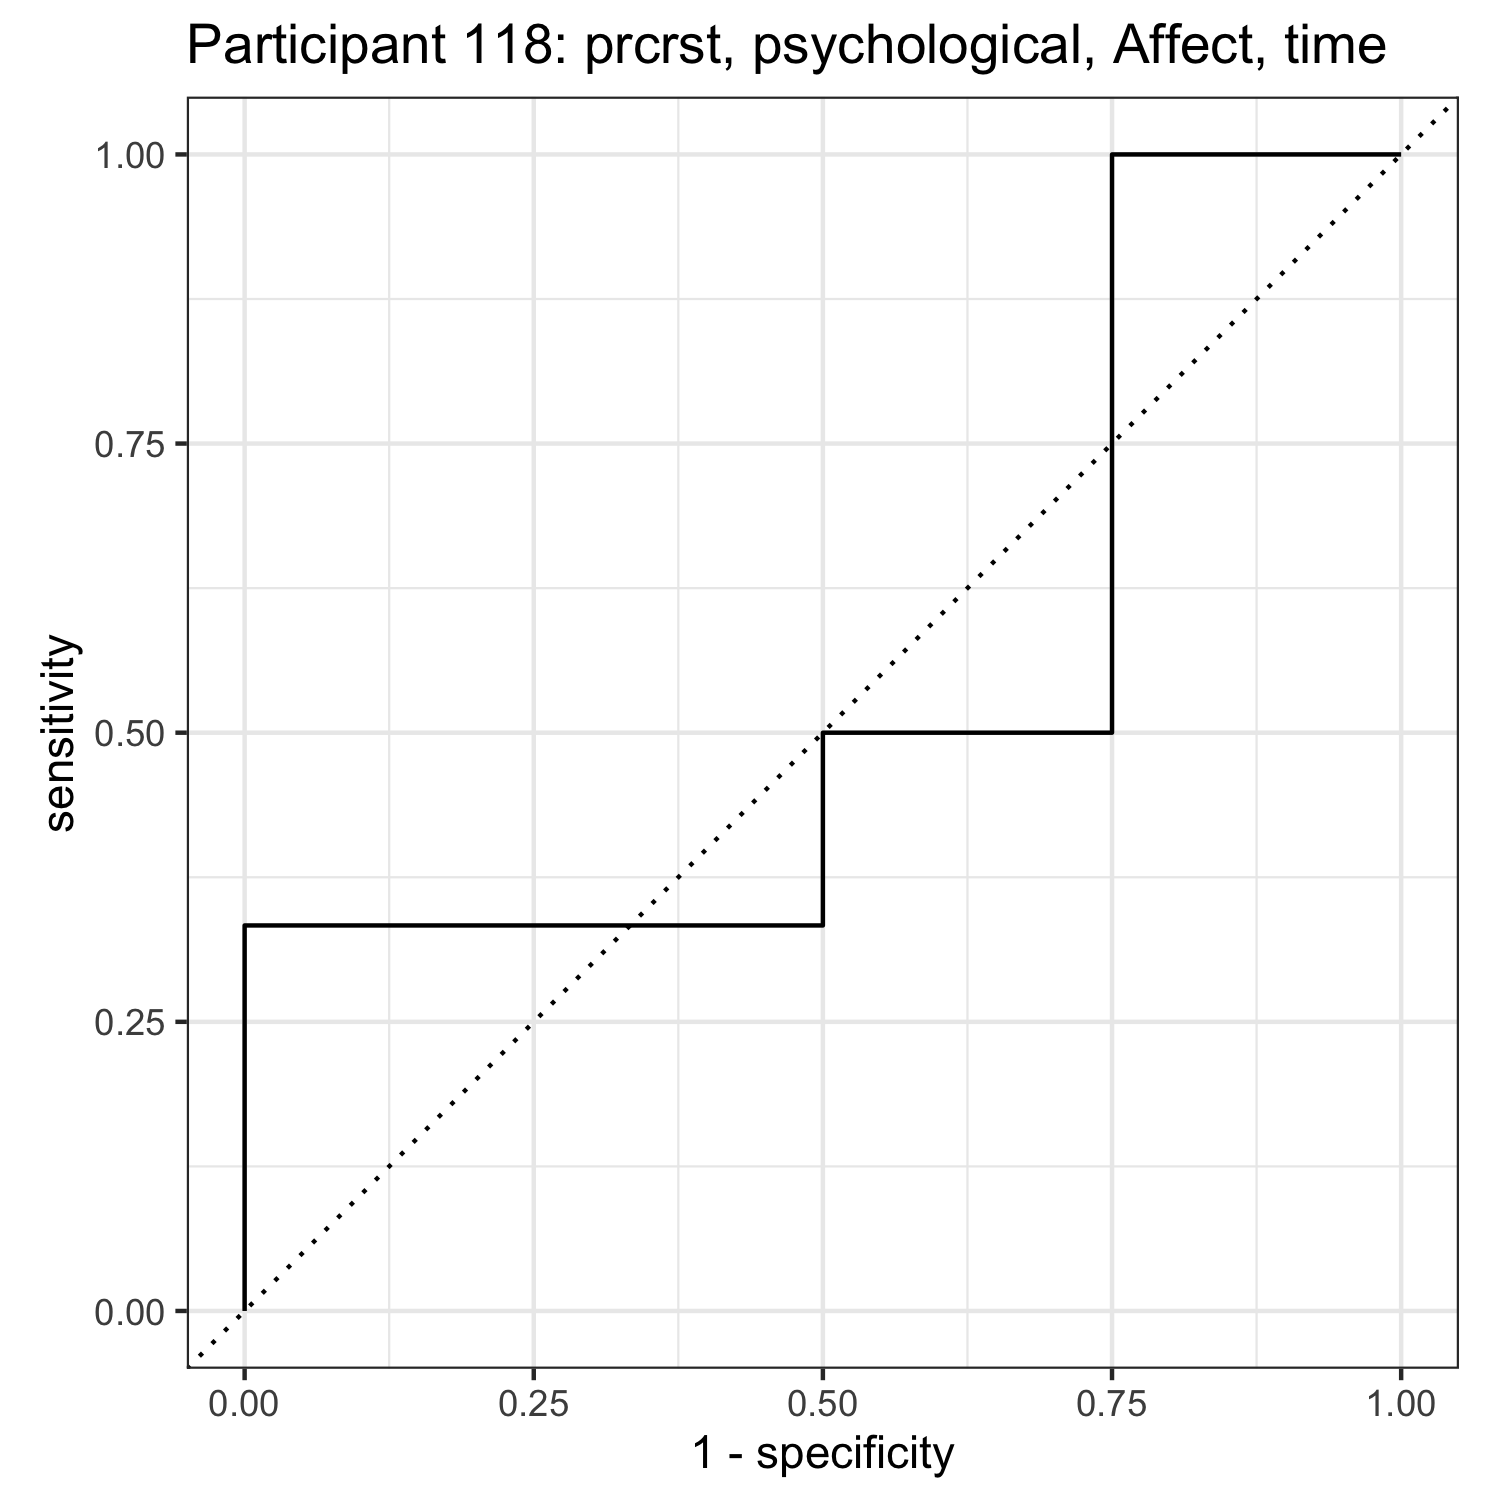 Participant 118: prcrst, psychological, Affect, time
1.00
0.75
0.50
0.25
0.00
sensitivity
0.00 0.25 0.50 0.75 1.00
1 - specificity